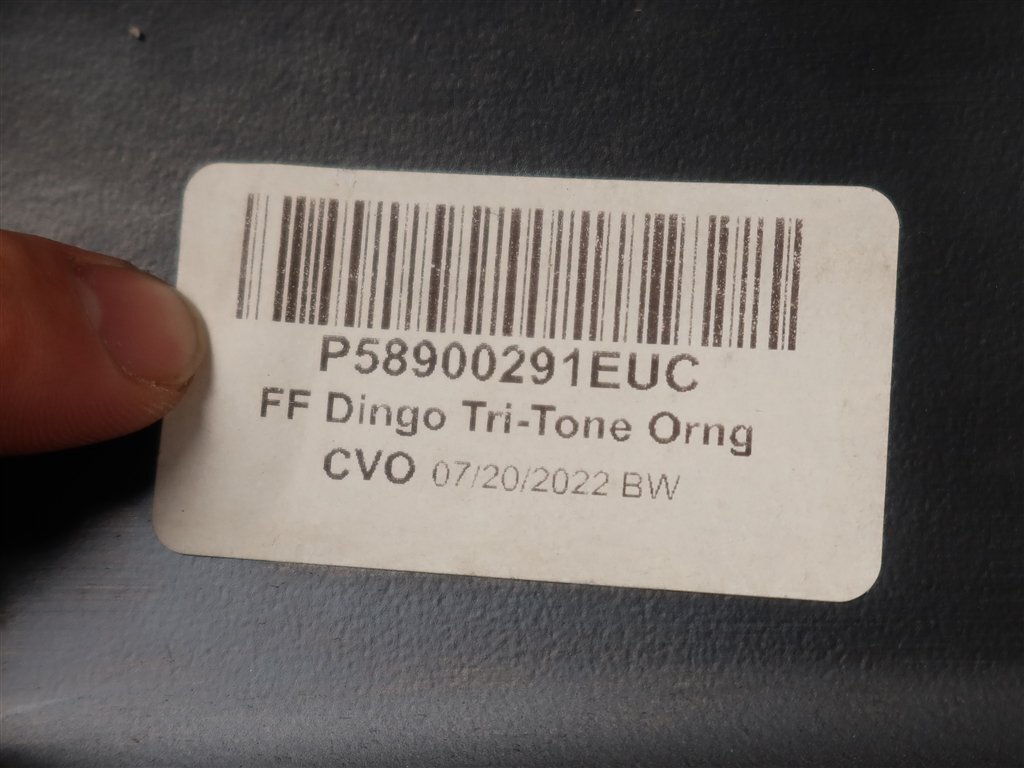 P58900291EUC
FF Dingo Tri-Tone Orng
CVO 07/20/2022 BW